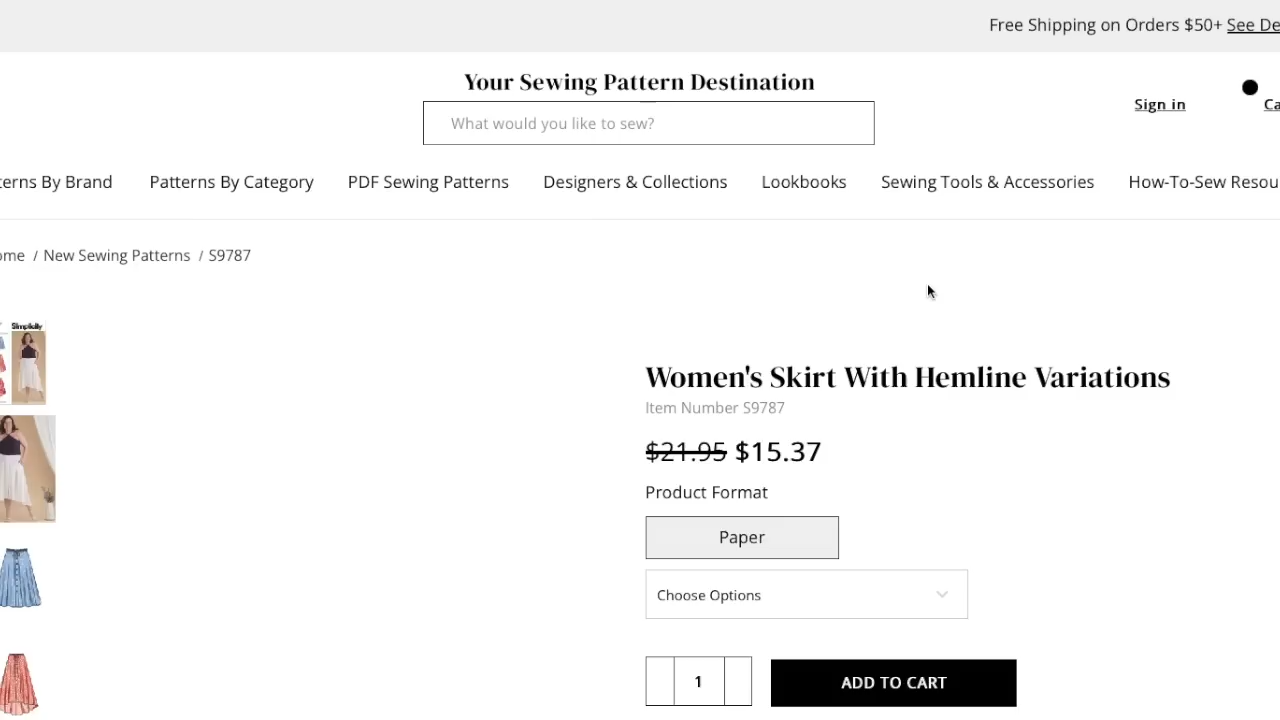 Free Shipping on Orders $50+ See De
Your Sewing Pattern Destination
What would you like to sew?
Sign in
Ca
terns By Brand Patterns By Category PDF Sewing Patterns Designers & Collections Lookbooks Sewing Tools & Accessories How-To-Sew Resou
ome / New Sewing Patterns / S9787
Simplicity
Women's Skirt With Hemline Variations
Item Number S9787
$21.95 $15.37
Product Format
Paper
Choose Options
1
ADD TO CART